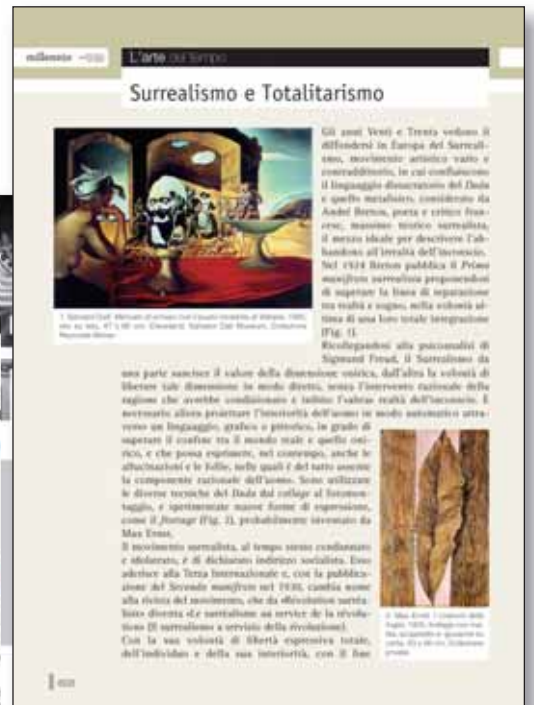 millennio
L'arte del tempo
Surrealismo e Totalitarismo
Gli anni Venti e Trenta vedono il
diffondersi in Europa del Surreali-
smo, movimento artistico vario e
contraddittorio, in cui confluiscono
il linguaggio dissacratorio del Dada
e quello metafisico, considerato da
André Breton, poeta e critico fran-
cese, massimo teorico surrealista,
il mezzo ideale per descrivere l'ab-
bandono all'irrealtà dell'inconscio.
Nel 1924 Breton pubblica il Primo
manifesto surrealista proponendosi
di superare la linea di separazione
tra realtà e sogno, nella volontà ul-
tima di una loro totale integrazione
(Fig. 1).
Ricollegandosi alla psicoanalisi di
Sigmund Freud, il Surrealismo da
una parte sancisce il valore della dimensione onirica, dall'altra la volontà di
liberare tale dimensione in modo diretto, senza l'intervento razionale della
ragione che avrebbe condizionato e inibito l'«altra» realtà dell'inconscio. È
necessario allora proiettare l'interiorità dell'uomo in modo automatico attra-
verso un linguaggio, grafico o pittorico, in grado di
superare il confine tra il mondo reale e quello oni-
rico, e che possa esprimere, nel contempo, anche le
allucinazioni e le follie, nelle quali è del tutto assente
la componente razionale dell'uomo. Sono utilizzate
le diverse tecniche del Dada dal collage al fotomon-
taggio, e sperimentate nuove forme di espressione,
come il frottage (Fig. 2), probabilmente inventato da
Max Ernst.
Il movimento surrealista, al tempo stesso condannato
e idolatrato, è di dichiarato indirizzo socialista. Esso
aderisce alla Terza Internazionale e, con la pubblica-
zione del Secondo manifesto nel 1930, cambia nome
alla rivista del movimento, che da «Révolution surréa-
liste» diventa «Le surréalisme au service de la révolu-
tion» (Il surrealismo a servizio della rivoluzione).
Con la sua volontà di libertà espressiva totale,
dell'individuo e della sua interiorità, con il fine